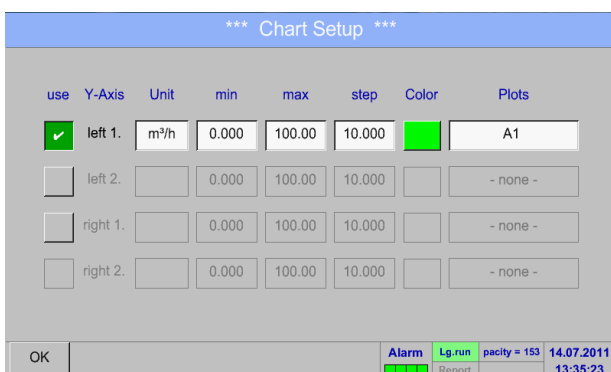 *** Chart Setup ***
use Y-Axis Unit min max step Color Plots
left 1. m³/h 0.000 100.00 10.000 A1
left 2. 0.000 100.00 10.000 - none -
right 1. 0.000 100.00 10.000 - none -
right 2. 0.000 100.00 10.000 - none -
OK Alarm Lg.run pacity = 153 14.07.2011
Report 13:35:23